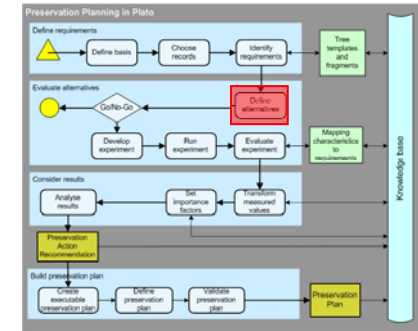 Preservation Planning in Plato
Define requirements
Define basis
Choose
records
Identify
requirements
Tree
templates
and
fragments
Evaluate alternatives
Go/No-Go
Define
alternatives
Develop
experiment
Run
experiment
Evaluate
experiment
Mapping
characteristics
to
requirements
Knowledge base
Consider results
Analyse
results
Set
importance
factors
Transform
measured
values
Preservation
Action
Recommendation
Build preservation plan
Create
executable
preservation plan
Define
preservation
plan
Validate
preservation
plan
Preservation
Plan